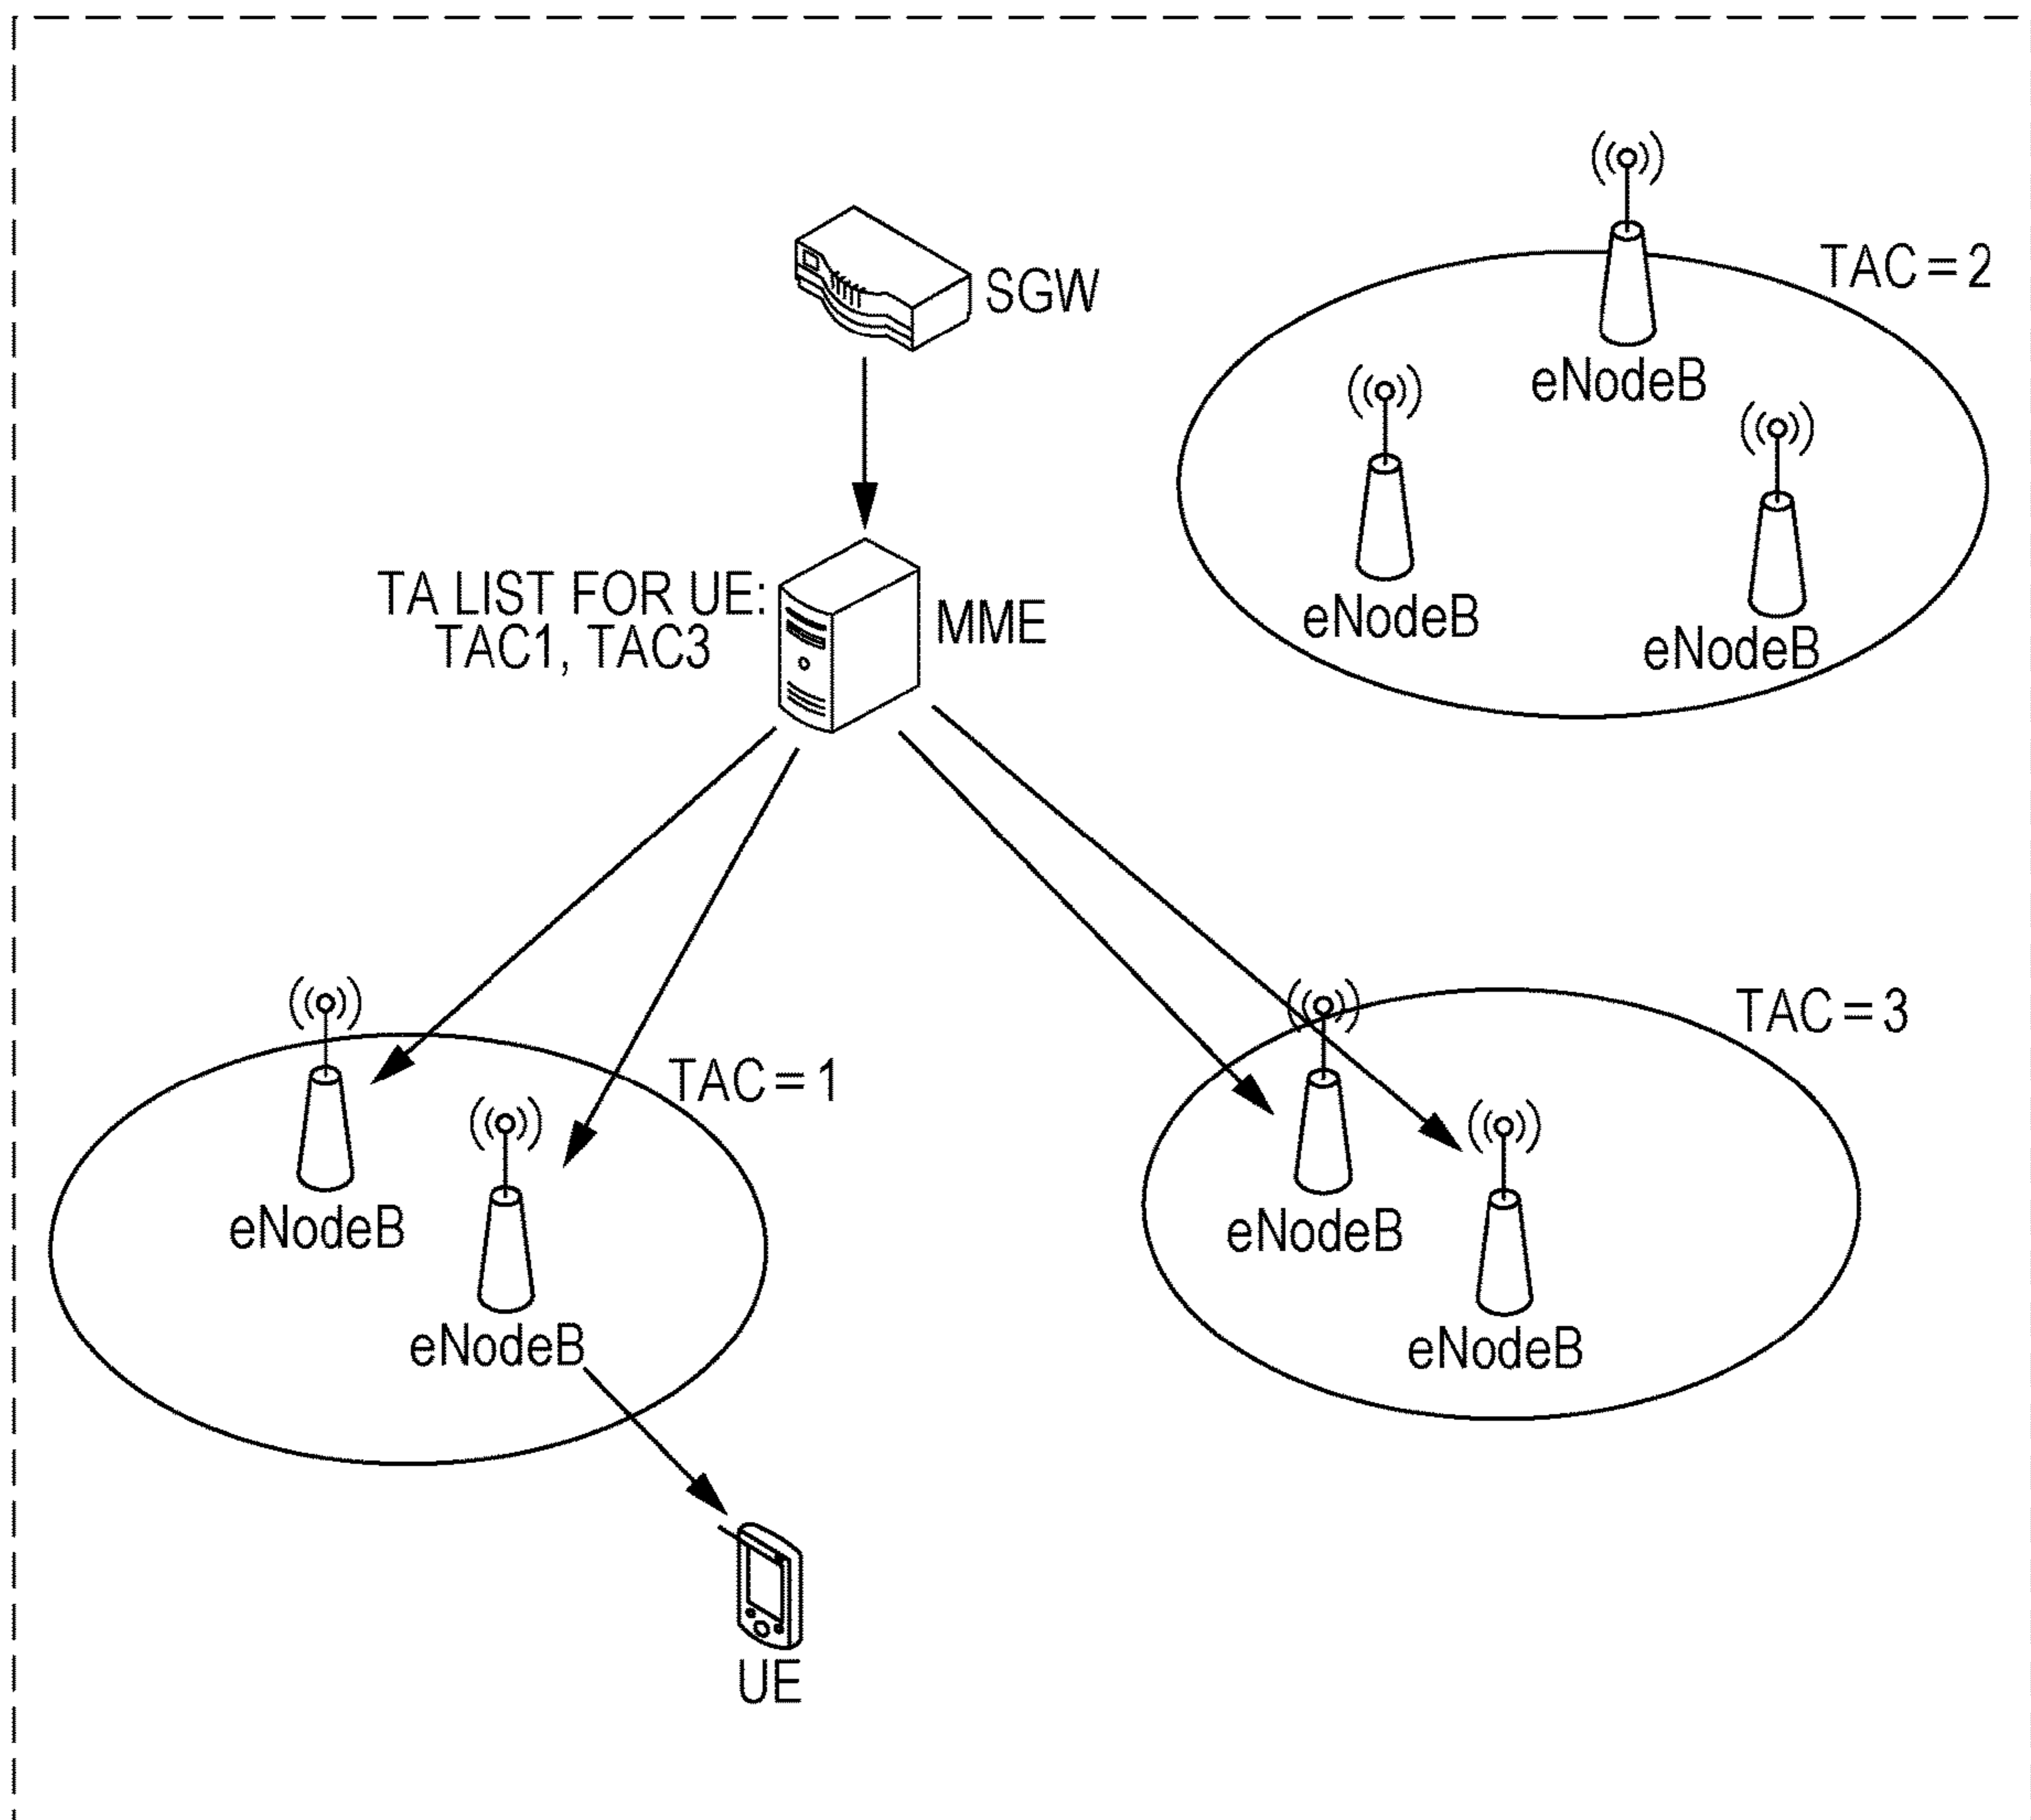 SGW
TAC=2
eNodeB
eNodeB
eNodeB
TA LIST FOR UE:
TAC1, TAC3
MME
TAC=3
TAC=1
eNodeB
eNodeB
eNodeB
eNodeB
UE